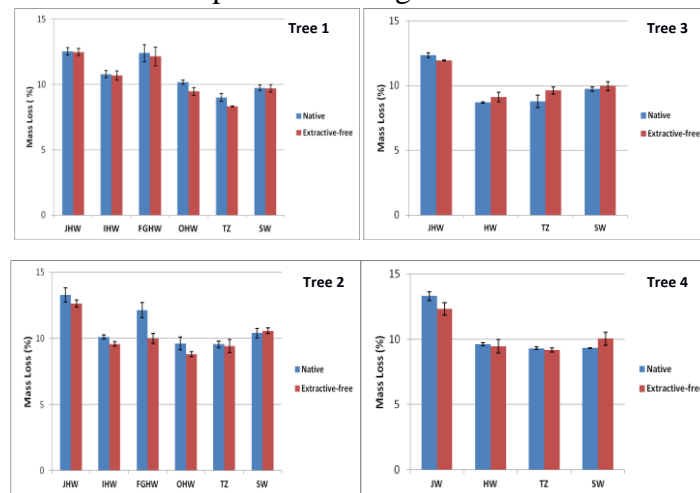 Tree 1
15
10
5
0
Mass Loss ( %)
JHW IHW FGHW OHW TZ SW
Native
Extractive-free
Tree 3
15
10
5
0
Mass Loss (%)
JHW HW TZ SW
Native
Extractive-free
Tree 2
15
10
5
0
Mass Loss (%)
JHW IHW FGHW OHW TZ SW
Native
Extractive-free
Tree 4
15
10
5
0
Mass Loss (%)
JW HW TZ SW
Native
Extractive-free